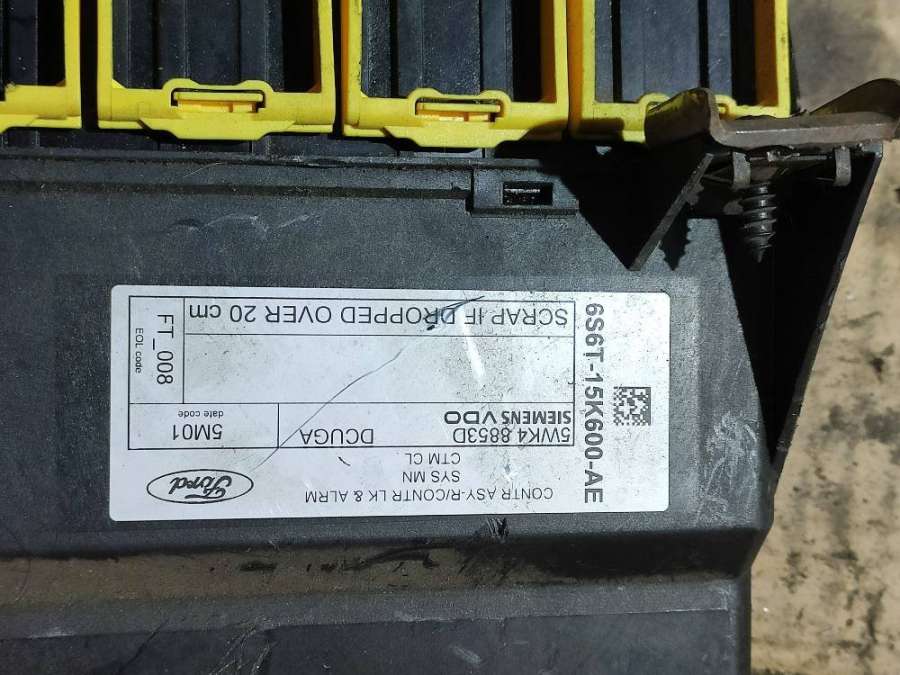 CONTR ASY-R/CONTR LK & ALRM
SYS MN
CTM CL
Ford
5WK4 8853D
SIEMENS VDO
DCUGA
5M01
date code
SCRAP IF DROPPED OVER 20 cm
FT_008
EOL code
6S6T-15K600-AE